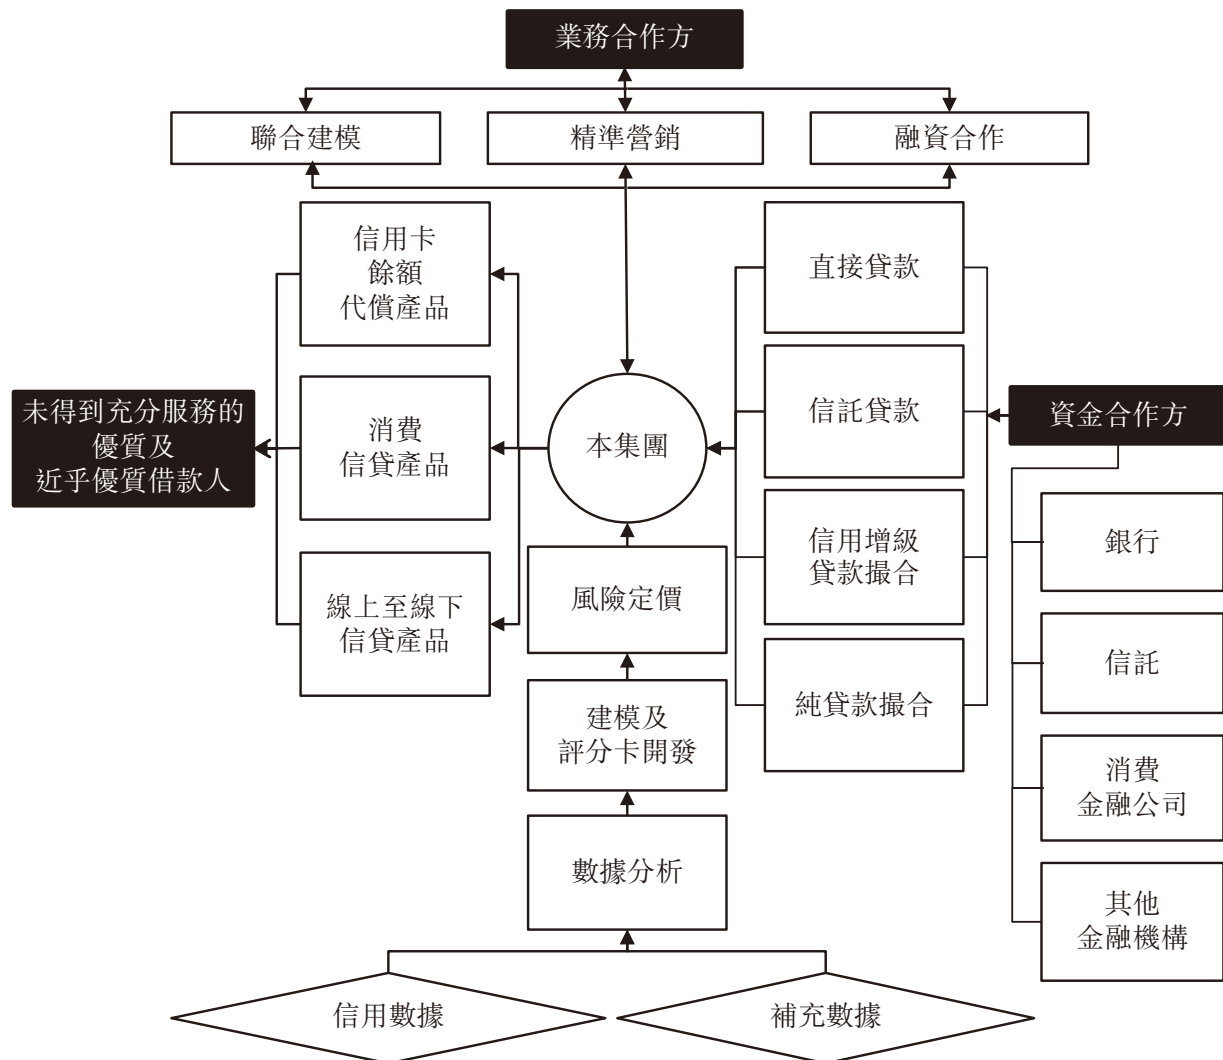 業務合作方
聯合建模
精準營銷
融資合作
信用卡
餘額
代償產品
直接貸款
未得到充分服務的
優質及
近乎優質借款人
消費
信貸產品
本集團
信託貸款
資金合作方
線上至線下
信貸產品
風險定價
信用增級
貸款撮合
銀行
建模及
評分卡開發
純貸款撮合
信託
數據分析
消費
金融公司
其他
金融機構
信用數據
補充數據